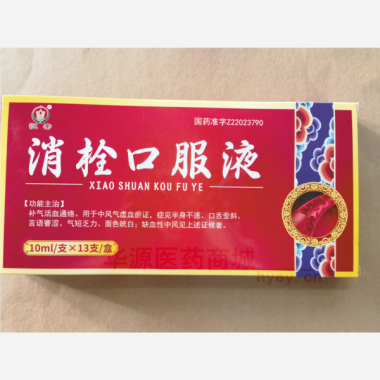 国药准字Z22023790
消栓口服液
XIAO SHUAN KOU FU YE
【功能主治】
补气活血通络。用于中风气虚血瘀证，症见半身不遂、口舌歪斜、
言语謇涩、气短乏力、面色㿠白；缺血性中风见上述证候者。
10ml/支×13支/盒
华源医药商城
hyey.cn